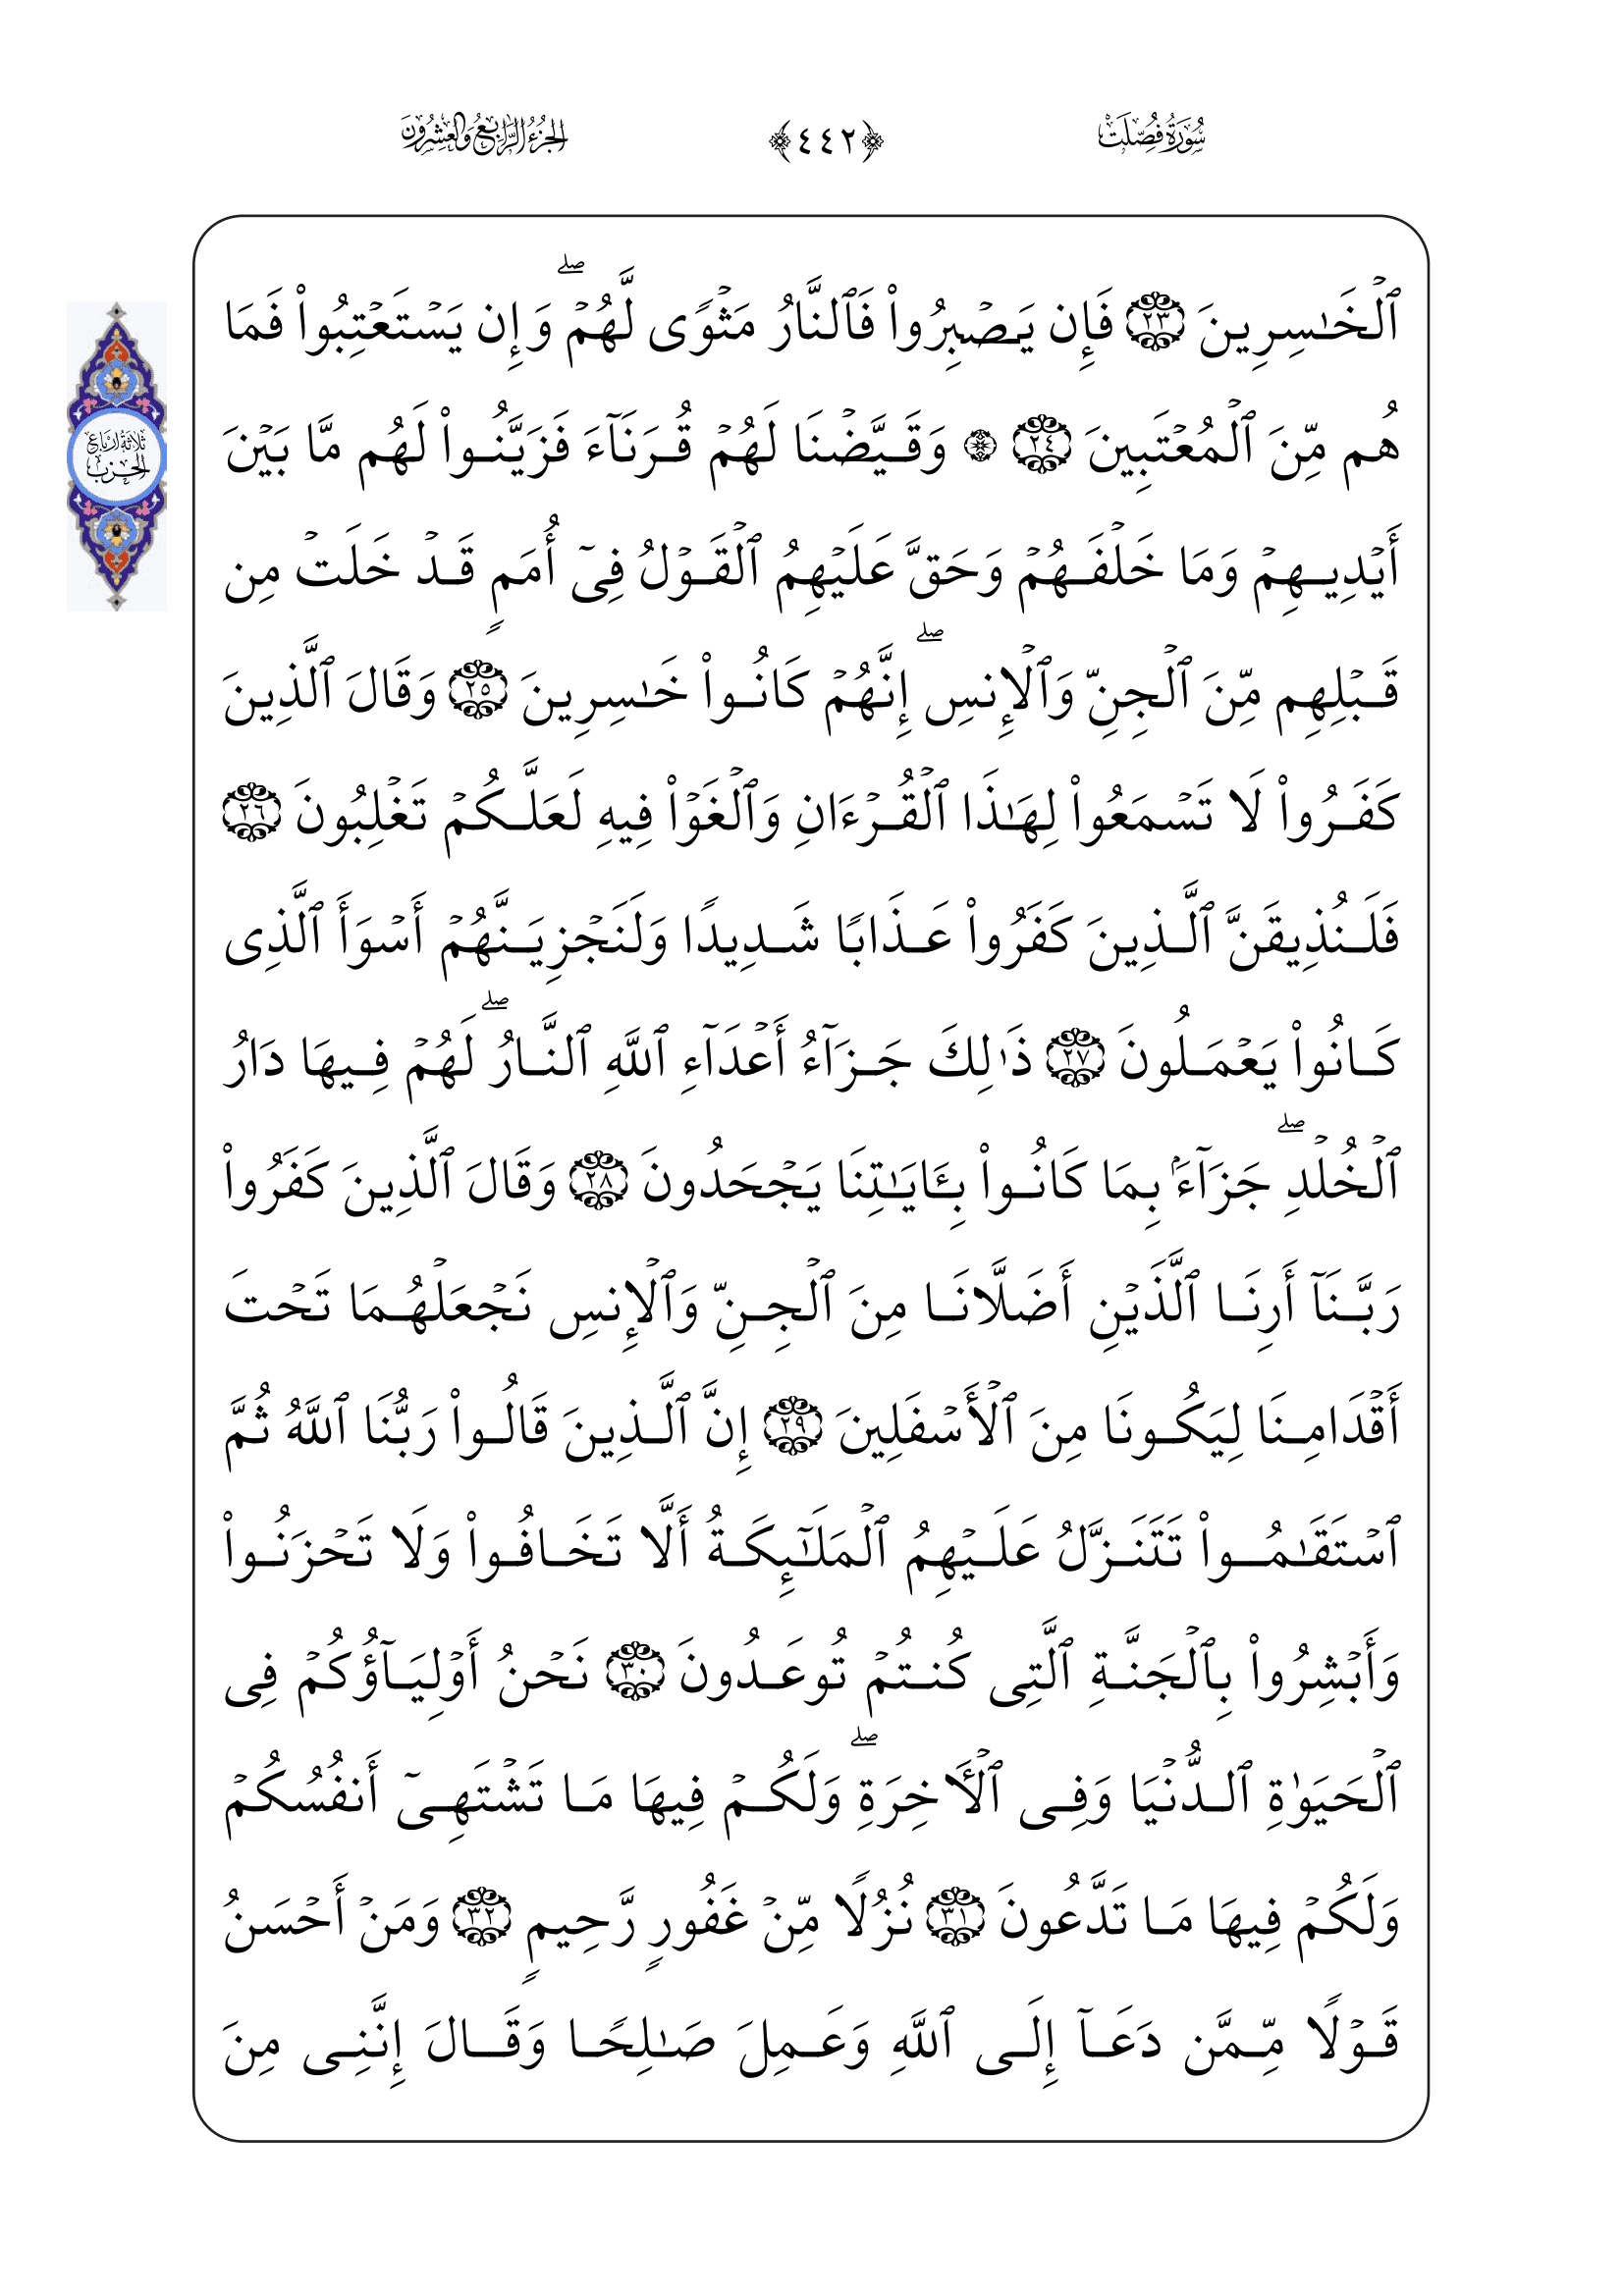 سُورَةُ فُصِّلَتْ
﴿٤٤٢﴾
الجُزْءُ الرَّابِعُ وَالعِشْرُونَ
ثلاثة أرباع
الحزب
ٱلْخَـٰسِرِينَ ٢٣ فَإِن يَصْبِرُوا۟ فَٱلنَّارُ مَثْوًى لَّهُمْ ۖ وَإِن يَسْتَعْتِبُوا۟ فَمَا
هُم مِّنَ ٱلْمُعْتَبِينَ ٢٤ ۞ وَقَيَّضْنَا لَهُمْ قُرَنَآءَ فَزَيَّنُوا۟ لَهُم مَّا بَيْنَ
أَيْدِيهِمْ وَمَا خَلْفَهُمْ وَحَقَّ عَلَيْهِمُ ٱلْقَوْلُ فِىٓ أُمَمٍ قَدْ خَلَتْ مِن
قَبْلِهِم مِّنَ ٱلْجِنِّ وَٱلْإِنسِ ۖ إِنَّهُمْ كَانُوا۟ خَـٰسِرِينَ ٢٥ وَقَالَ ٱلَّذِينَ
كَفَرُوا۟ لَا تَسْمَعُوا۟ لِهَـٰذَا ٱلْقُرْءَانِ وَٱلْغَوْا۟ فِيهِ لَعَلَّكُمْ تَغْلِبُونَ ٢٦
فَلَنُذِيقَنَّ ٱلَّذِينَ كَفَرُوا۟ عَذَابًا شَدِيدًا وَلَنَجْزِيَنَّهُمْ أَسْوَأَ ٱلَّذِى
كَانُوا۟ يَعْمَلُونَ ٢٧ ذَٰلِكَ جَزَآءُ أَعْدَآءِ ٱللَّهِ ٱلنَّارُ ۖ لَهُمْ فِيهَا دَارُ
ٱلْخُلْدِ ۖ جَزَآءًۢ بِمَا كَانُوا۟ بِـَٔايَـٰتِنَا يَجْحَدُونَ ٢٨ وَقَالَ ٱلَّذِينَ كَفَرُوا۟
رَبَّنَآ أَرِنَا ٱلَّذَيْنِ أَضَلَّانَا مِنَ ٱلْجِنِّ وَٱلْإِنسِ نَجْعَلْهُمَا تَحْتَ
أَقْدَامِنَا لِيَكُونَا مِنَ ٱلْأَسْفَلِينَ ٢٩ إِنَّ ٱلَّذِينَ قَالُوا۟ رَبُّنَا ٱللَّهُ ثُمَّ
ٱسْتَقَـٰمُوا۟ تَتَنَزَّلُ عَلَيْهِمُ ٱلْمَلَـٰٓئِكَةُ أَلَّا تَخَافُوا۟ وَلَا تَحْزَنُوا۟
وَأَبْشِرُوا۟ بِٱلْجَنَّةِ ٱلَّتِى كُنتُمْ تُوعَدُونَ ٣٠ نَحْنُ أَوْلِيَآؤُكُمْ فِى
ٱلْحَيَوٰةِ ٱلدُّنْيَا وَفِى ٱلْـَٔاخِرَةِ ۖ وَلَكُمْ فِيهَا مَا تَشْتَهِىٓ أَنفُسُكُمْ
وَلَكُمْ فِيهَا مَا تَدَّعُونَ ٣١ نُزُلًا مِّنْ غَفُورٍ رَّحِيمٍ ٣٢ وَمَنْ أَحْسَنُ
قَوْلًا مِّمَّن دَعَآ إِلَى ٱللَّهِ وَعَمِلَ صَـٰلِحًا وَقَالَ إِنَّنِى مِنَ